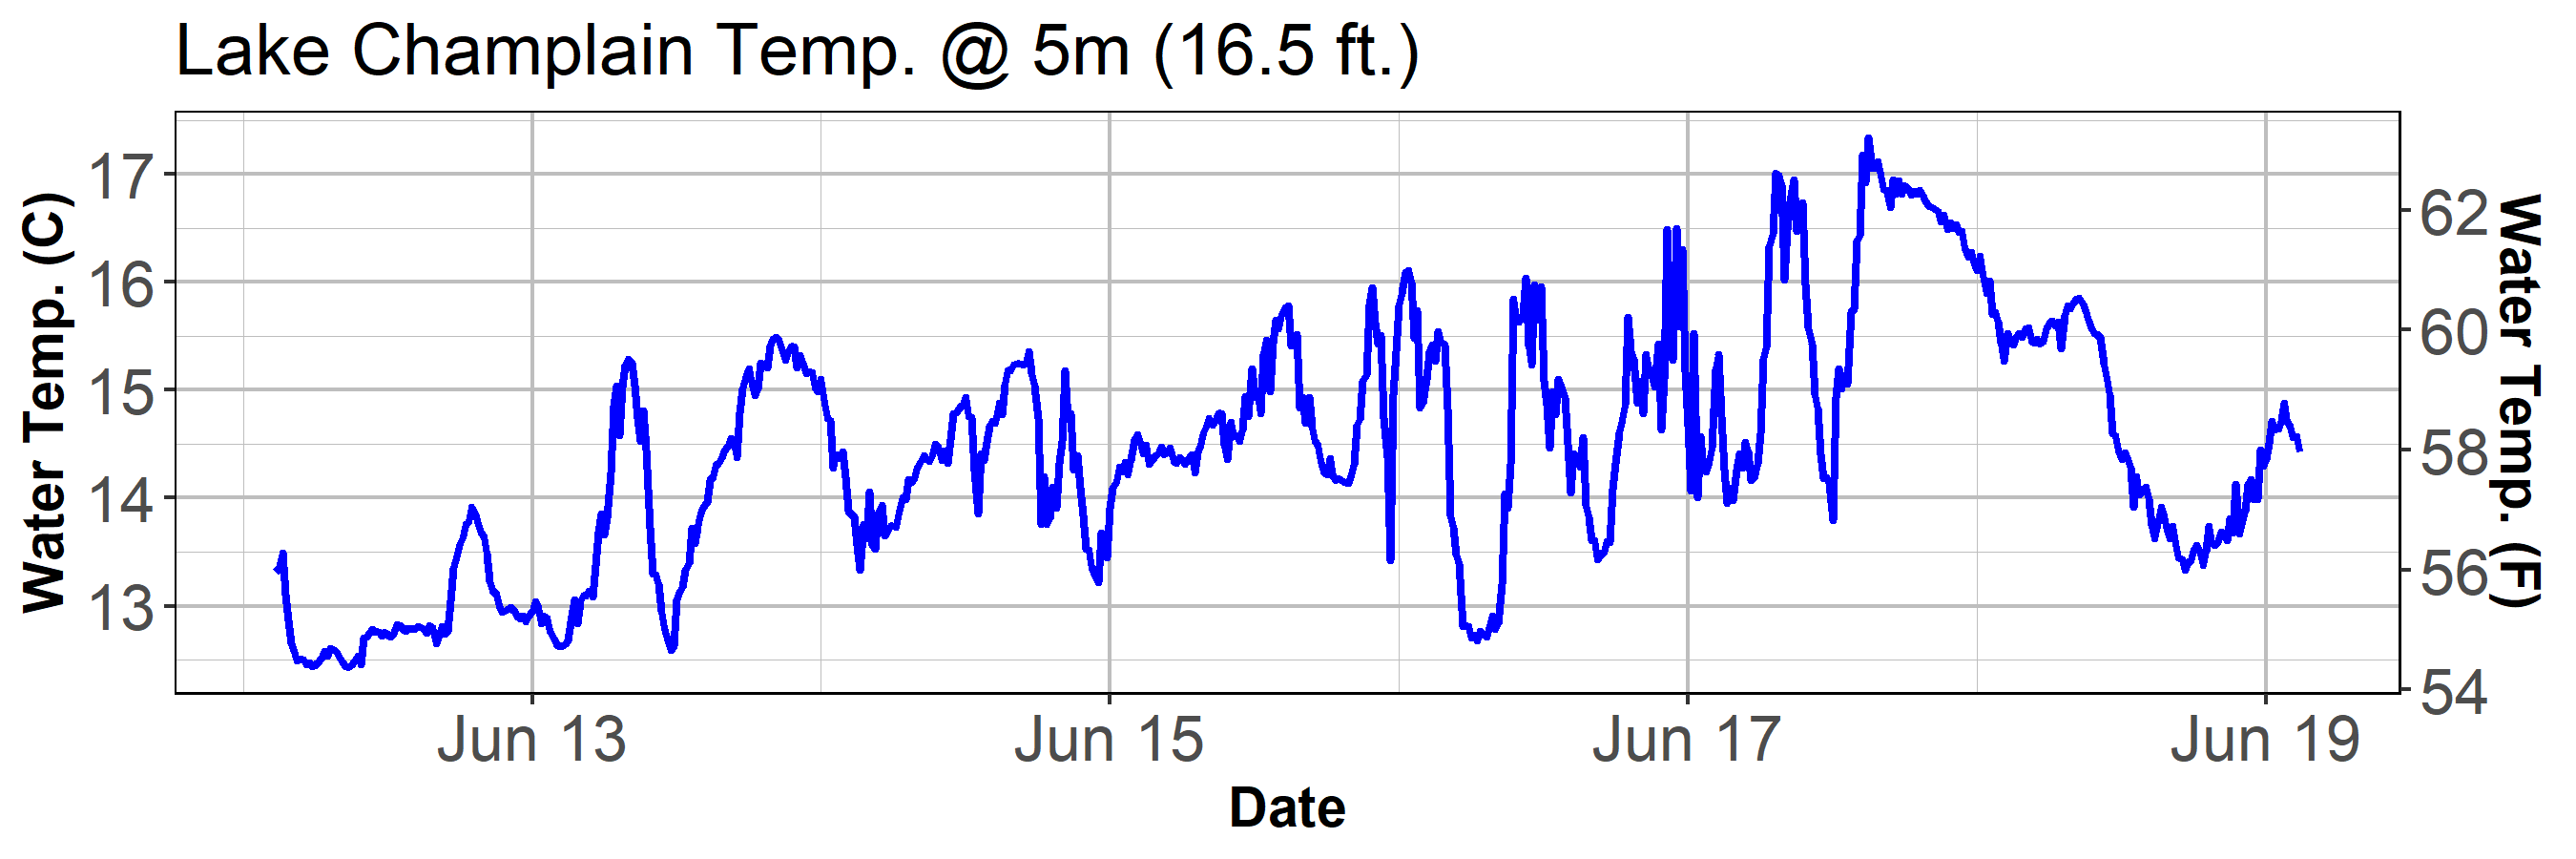 Lake Champlain Temp. @ 5m (16.5 ft.)
Water Temp. (C)
17
16
15
14
13
62
60
58
56
54
Water Temp. (F)
Jun 13 Jun 15 Jun 17 Jun 19
Date